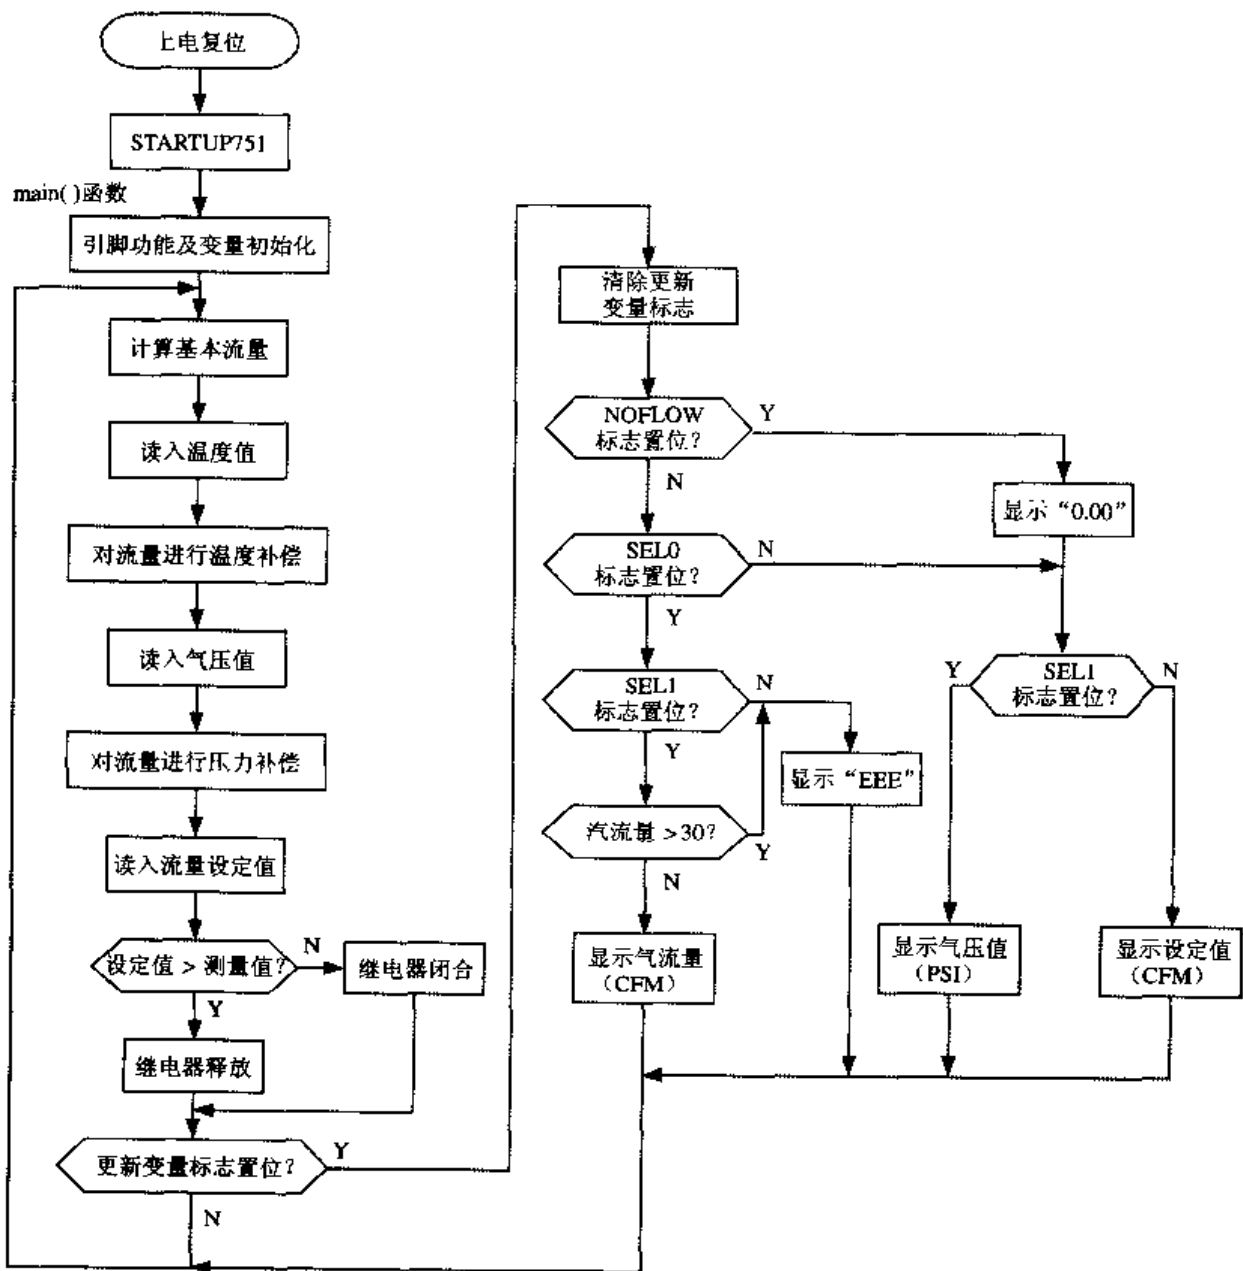 上电复位
STARTUP751
main( )函数
引脚功能及变量初始化
计算基本流量
读入温度值
对流量进行温度补偿
读入气压值
对流量进行压力补偿
读入流量设定值
设定值 > 测量值?
N
继电器闭合
Y
继电器释放
更新变量标志置位?
Y
N
清除更新
变量标志
NOFLOW
标志置位?
Y
N
显示“0.00”
SEL0
标志置位?
N
Y
SEL1
标志置位?
N
Y
显示“EEE”
汽流量 >30?
Y
N
显示气流量
(CFM)
SEL1
标志置位?
Y
N
显示气压值
(PSI)
显示设定值
(CFM)